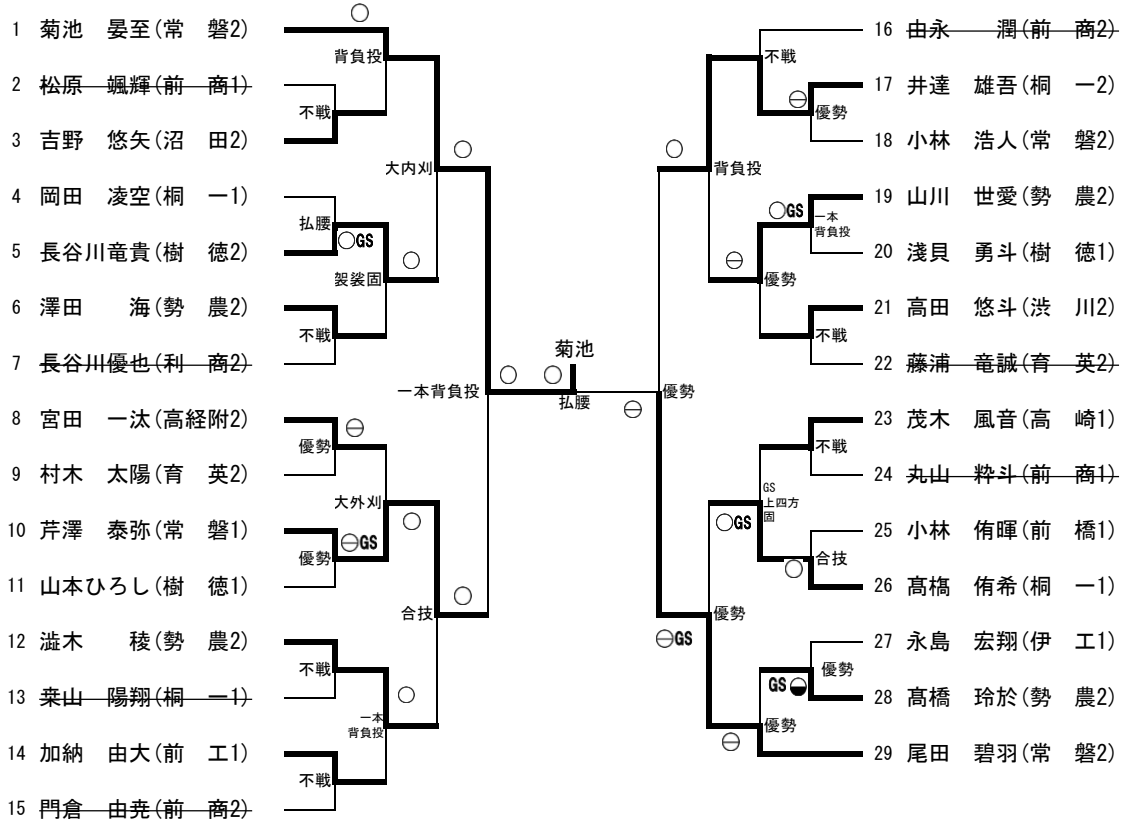 1 菊池　晏至(常　磐2)
背負投
2 松原　颯輝(前　商1)
不戦
3 吉野　悠矢(沼　田2)
大内刈
4 岡田　凌空(桐　一1)
払腰
GS
5 長谷川竜貴(樹　徳2)
袈裟固
6 澤田　　海(勢　農2)
不戦
7 長谷川優也(利　商2)
一本背負投
8 宮田　一汰(高経附2)
優勢
9 村木　太陽(育　英2)
大外刈
10 芹澤　泰弥(常　磐1)
GS
優勢
11 山本ひろし(樹　徳1)
合技
12 澁木　　稜(勢　農2)
不戦
13 桒山　陽翔(桐　一1)
一本
背負投
14 加納　由大(前　工1)
不戦
15 門倉　由尭(前　商2)
菊池
払腰
16 由永　　潤(前　商2)
不戦
17 井達　雄吾(桐　一2)
優勢
18 小林　浩人(常　磐2)
背負投
19 山川　世愛(勢　農2)
GS
一本
背負投
20 淺貝　勇斗(樹　徳1)
優勢
21 高田　悠斗(渋　川2)
不戦
22 藤浦　竜誠(育　英2)
優勢
23 茂木　風音(高　崎1)
不戦
24 丸山　粋斗(前　商1)
GS
上四方
固
GS
25 小林　侑暉(前　橋1)
合技
26 髙橋　侑希(桐　一1)
優勢
GS
27 永島　宏翔(伊　工1)
優勢
GS
28 髙橋　玲於(勢　農2)
優勢
29 尾田　碧羽(常　磐2)